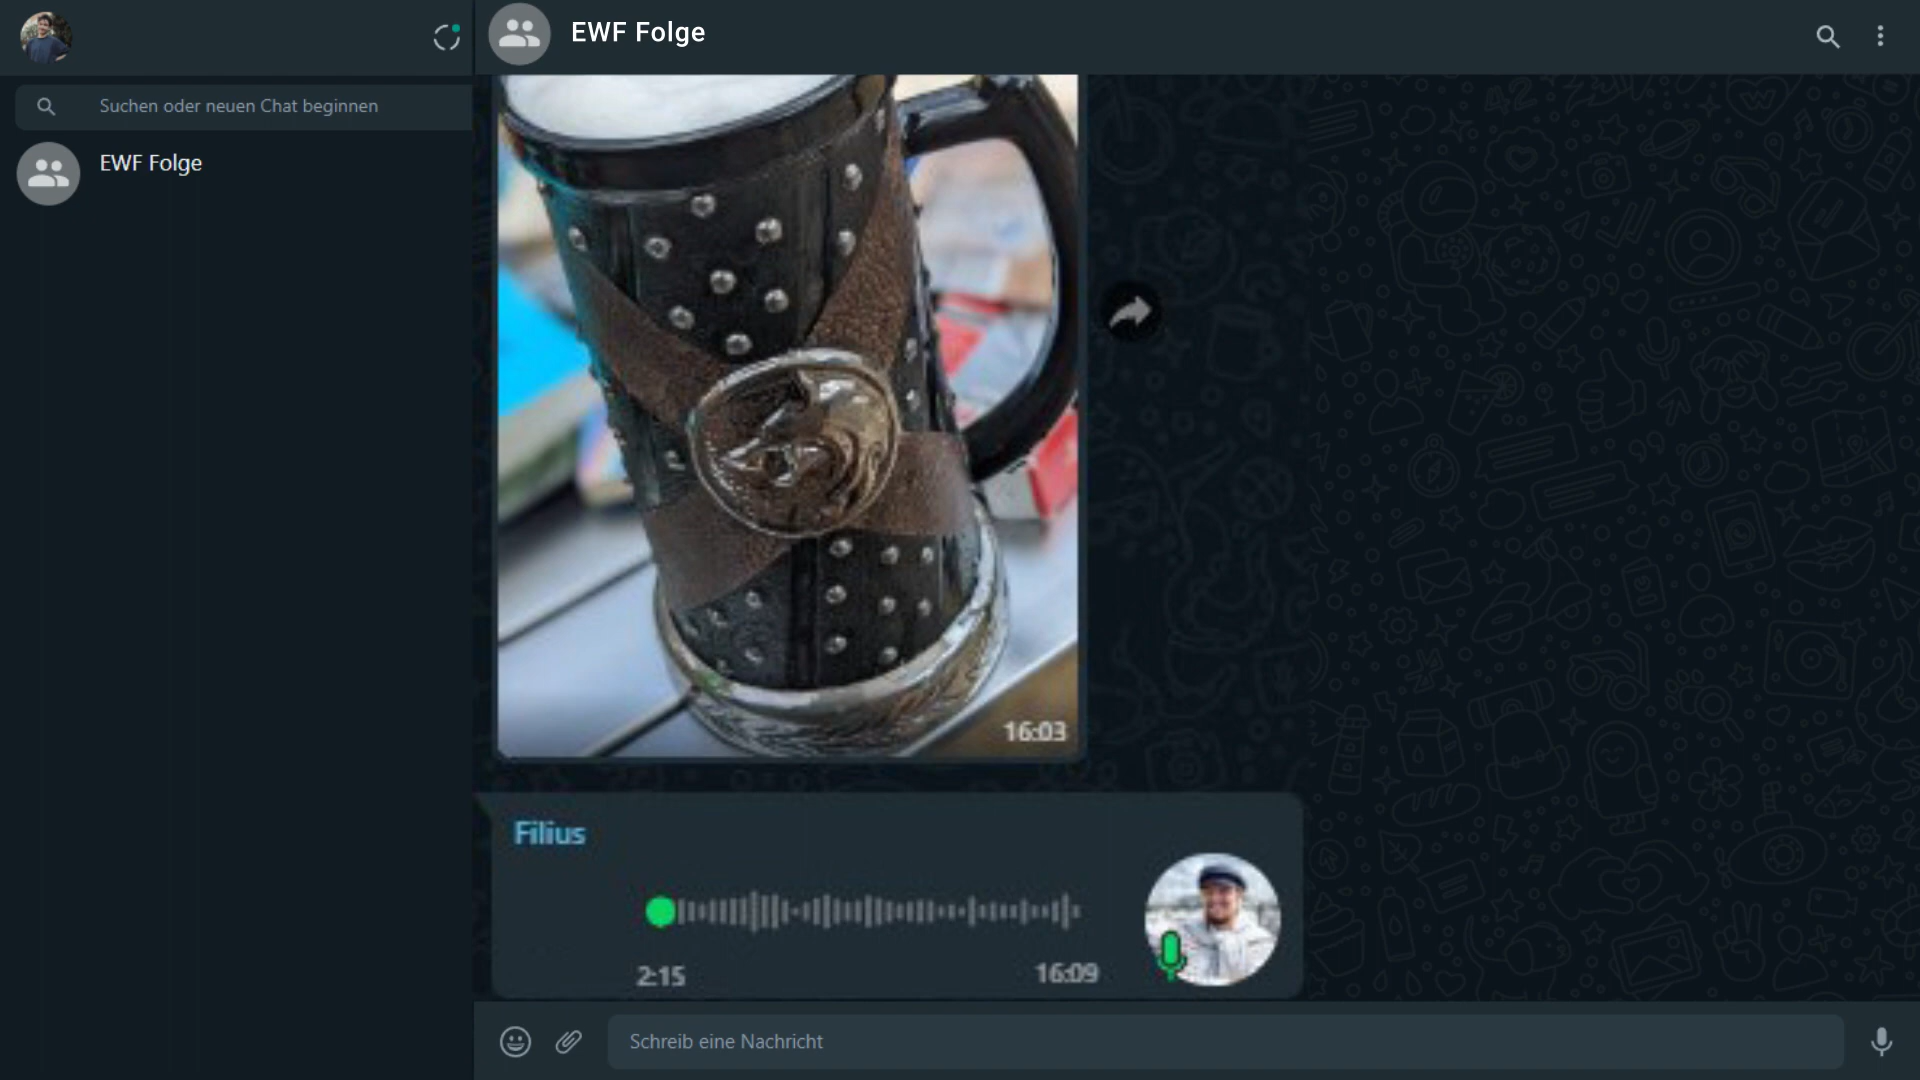 EWF Folge
Suchen oder neuen Chat beginnen
EWF Folge
16:03
Filius
2:15
16:09
Schreib eine Nachricht